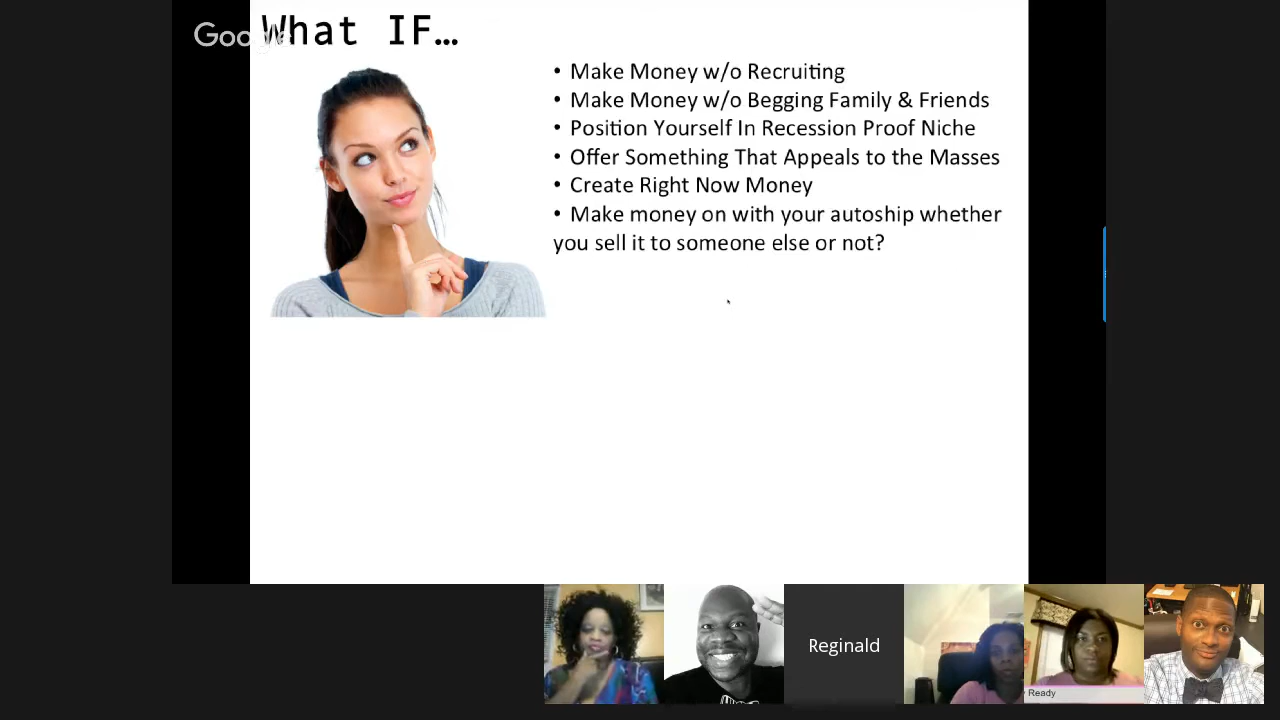 Google
What IF…
• Make Money w/o Recruiting
• Make Money w/o Begging Family & Friends
• Position Yourself In Recession Proof Niche
• Offer Something That Appeals to the Masses
• Create Right Now Money
• Make money on with your autoship whether
you sell it to someone else or not?
Reginald
Ready